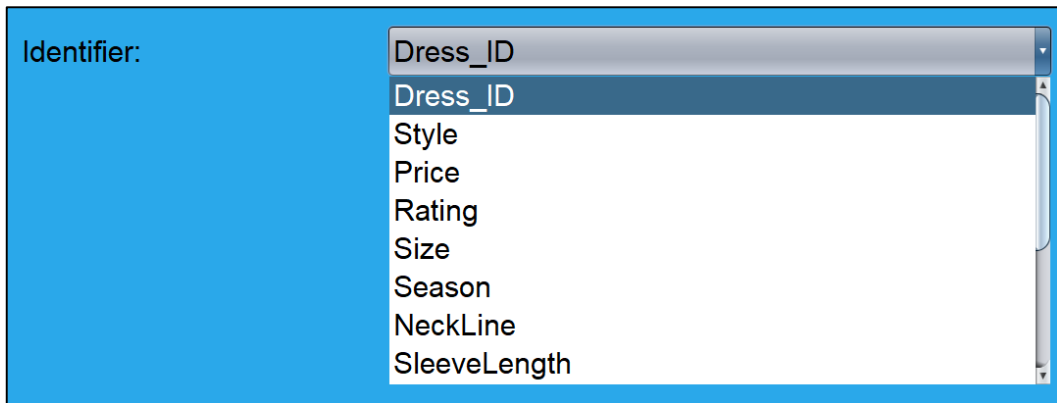 Identifier: Dress_ID
Dress_ID
Style
Price
Rating
Size
Season
NeckLine
SleeveLength